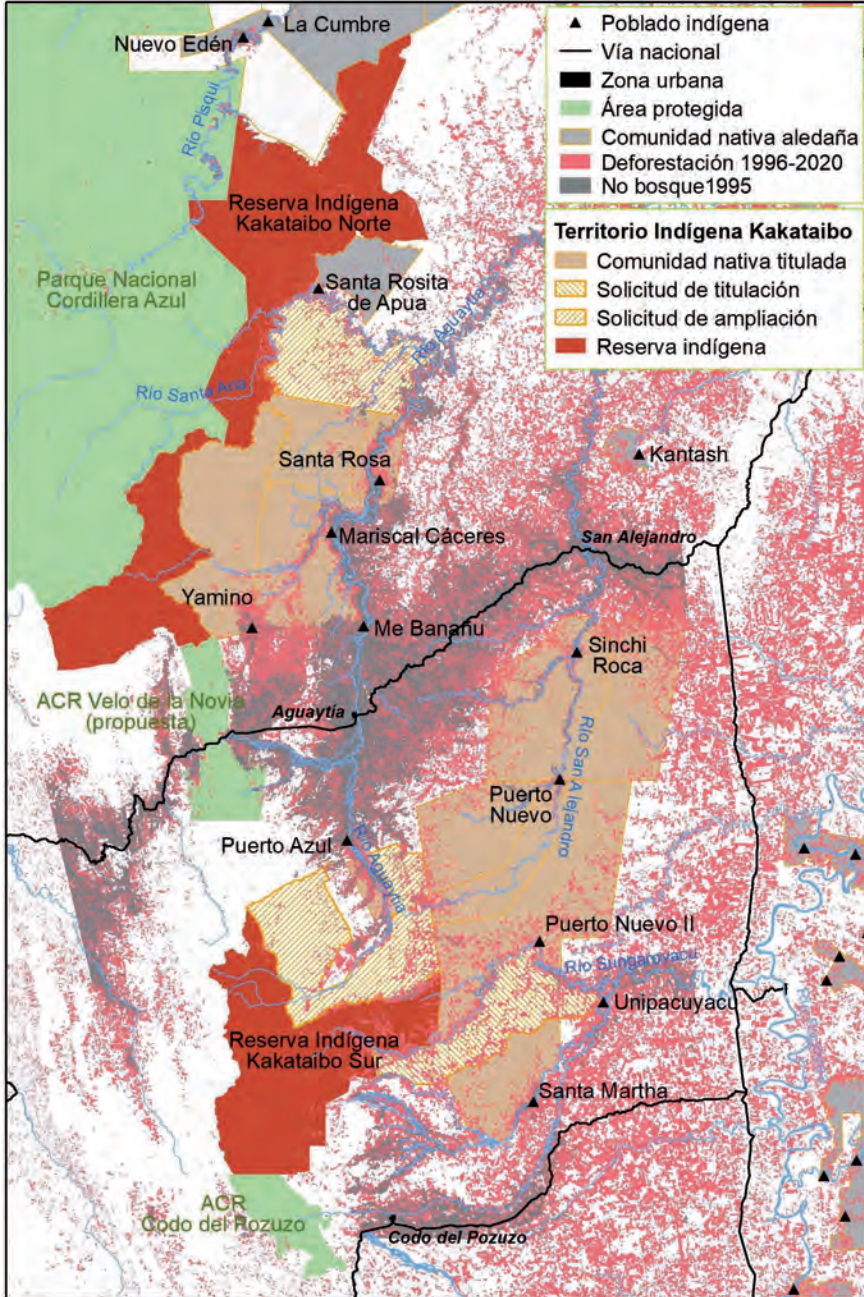 La Cumbre
Nuevo Edén
Río Pisqui
Reserva Indígena
Kakataibo Norte
Parque Nacional
Cordillera Azul
Santa Rosita
de Apua
Río Aguaytía
Río Santa Ana
Santa Rosa
Kantash
Mariscal Cáceres
San Alejandro
Yamino
Me Bananu
Sinchi
Roca
ACR Velo de la Novia
(propuesta)
Aguaytía
Río San Alejandro
Puerto
Nuevo
Puerto Azul
Río Aguaytía
Puerto Nuevo II
Río Sungaroyacu
Unipacuyacu
Reserva Indígena
Kakataibo Sur
Santa Martha
ACR
Codo del Pozuzo
Codo del Pozuzo
Poblado indígena
Vía nacional
Zona urbana
Área protegida
Comunidad nativa aledaña
Deforestación 1996-2020
No bosque1995
Territorio Indígena Kakataibo
Comunidad nativa titulada
Solicitud de titulación
Solicitud de ampliación
Reserva indígena